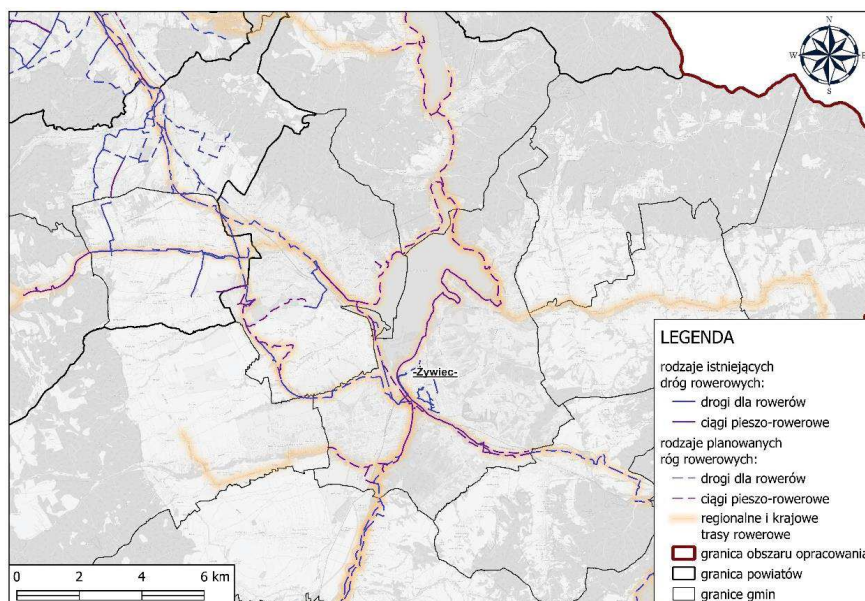 N
W
E
S
-Żywiec-
LEGENDA
rodzaje istniejących
dróg rowerowych:
drogi dla rowerów
ciągi pieszo-rowerowe
rodzaje planowanych
róg rowerowych:
drogi dla rowerów
ciągi pieszo-rowerowe
regionalne i krajowe
trasy rowerowe
granica obszaru opracowania
granica powiatów
granice gmin
0 2 4 6 km